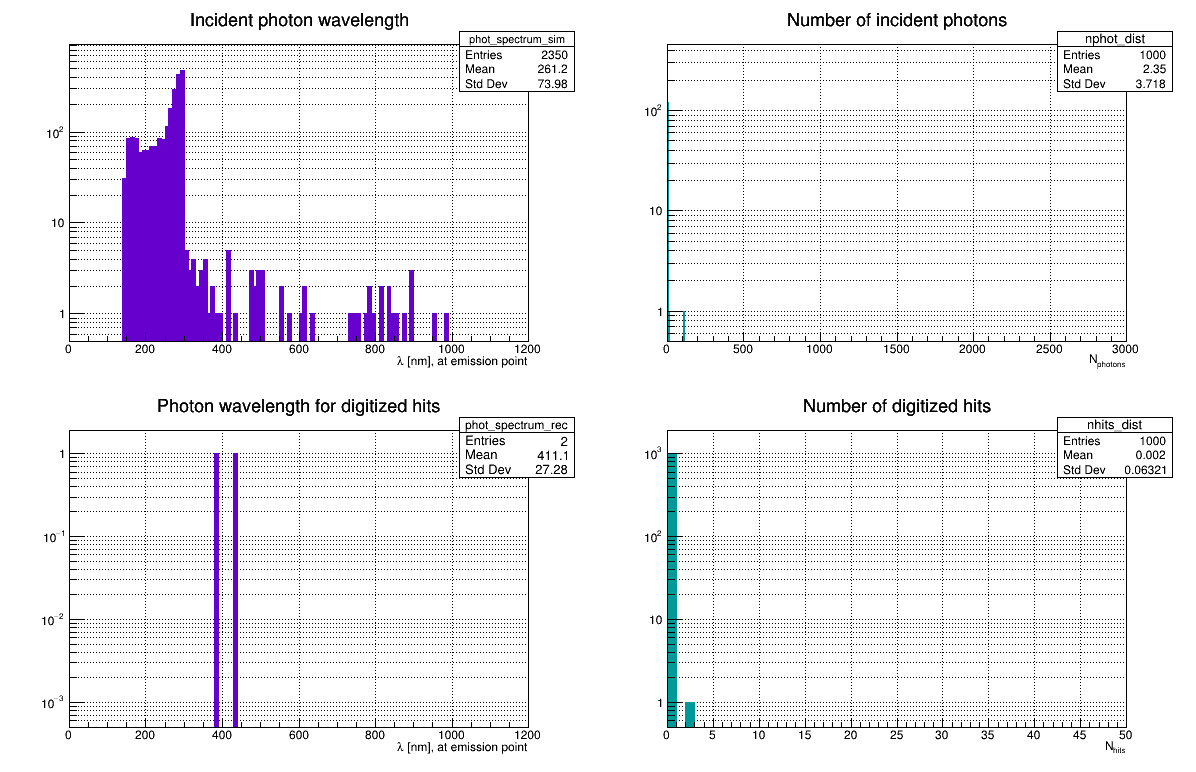 Incident photon wavelength
phot_spectrum_sim
Entries 2350
Mean 261.2
Std Dev 73.98
10²
10
1
0 200 400 600 800 1000 1200
λ [nm], at emission point
Number of incident photons
nphot_dist
Entries 1000
Mean 2.35
Std Dev 3.718
10²
10
1
0 500 1000 1500 2000 2500 3000
N_photons
Photon wavelength for digitized hits
phot_spectrum_rec
Entries 2
Mean 411.1
Std Dev 27.28
1
10⁻¹
10⁻²
10⁻³
0 200 400 600 800 1000 1200
λ [nm], at emission point
Number of digitized hits
nhits_dist
Entries 1000
Mean 0.002
Std Dev 0.06321
10³
10²
10
1
0 5 10 15 20 25 30 35 40 45 50
N_hits